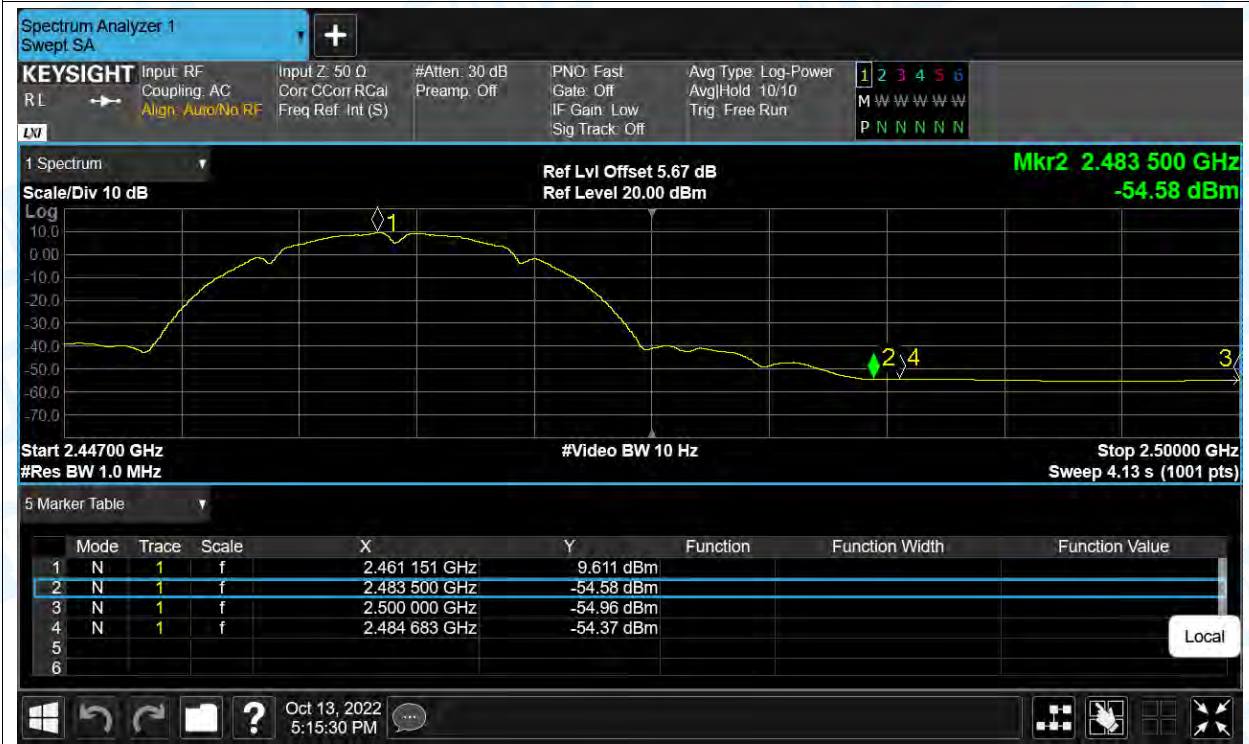 Spectrum Analyzer 1
Swept SA
KEYSIGHT
R L
LXI
Input: RF
Coupling: AC
Align: Auto/No RF
Input Z: 50 Ω
Corr CCorr RCal
Freq Ref: Int (S)
#Atten: 30 dB
Preamp: Off
PNO: Fast
Gate: Off
IF Gain: Low
Sig Track: Off
Avg Type: Log-Power
Avg|Hold: 10/10
Trig: Free Run
1 2 3 4 5 6
M W W W W W
P N N N N N
1 Spectrum
Scale/Div 10 dB
Ref Lvl Offset 5.67 dB
Ref Level 20.00 dBm
Mkr2 2.483 500 GHz
-54.58 dBm
Log
10.0
0.00
-10.0
-20.0
-30.0
-40.0
-50.0
-60.0
-70.0
1
2 4
3
Start 2.44700 GHz
#Res BW 1.0 MHz
#Video BW 10 Hz
Stop 2.50000 GHz
Sweep 4.13 s (1001 pts)
5 Marker Table
Mode Trace Scale X Y Function Function Width Function Value
1 N 1 f 2.461 151 GHz 9.611 dBm
2 N 1 f 2.483 500 GHz -54.58 dBm
3 N 1 f 2.500 000 GHz -54.96 dBm
4 N 1 f 2.484 683 GHz -54.37 dBm
5
6
Local
?
Oct 13, 2022
5:15:30 PM